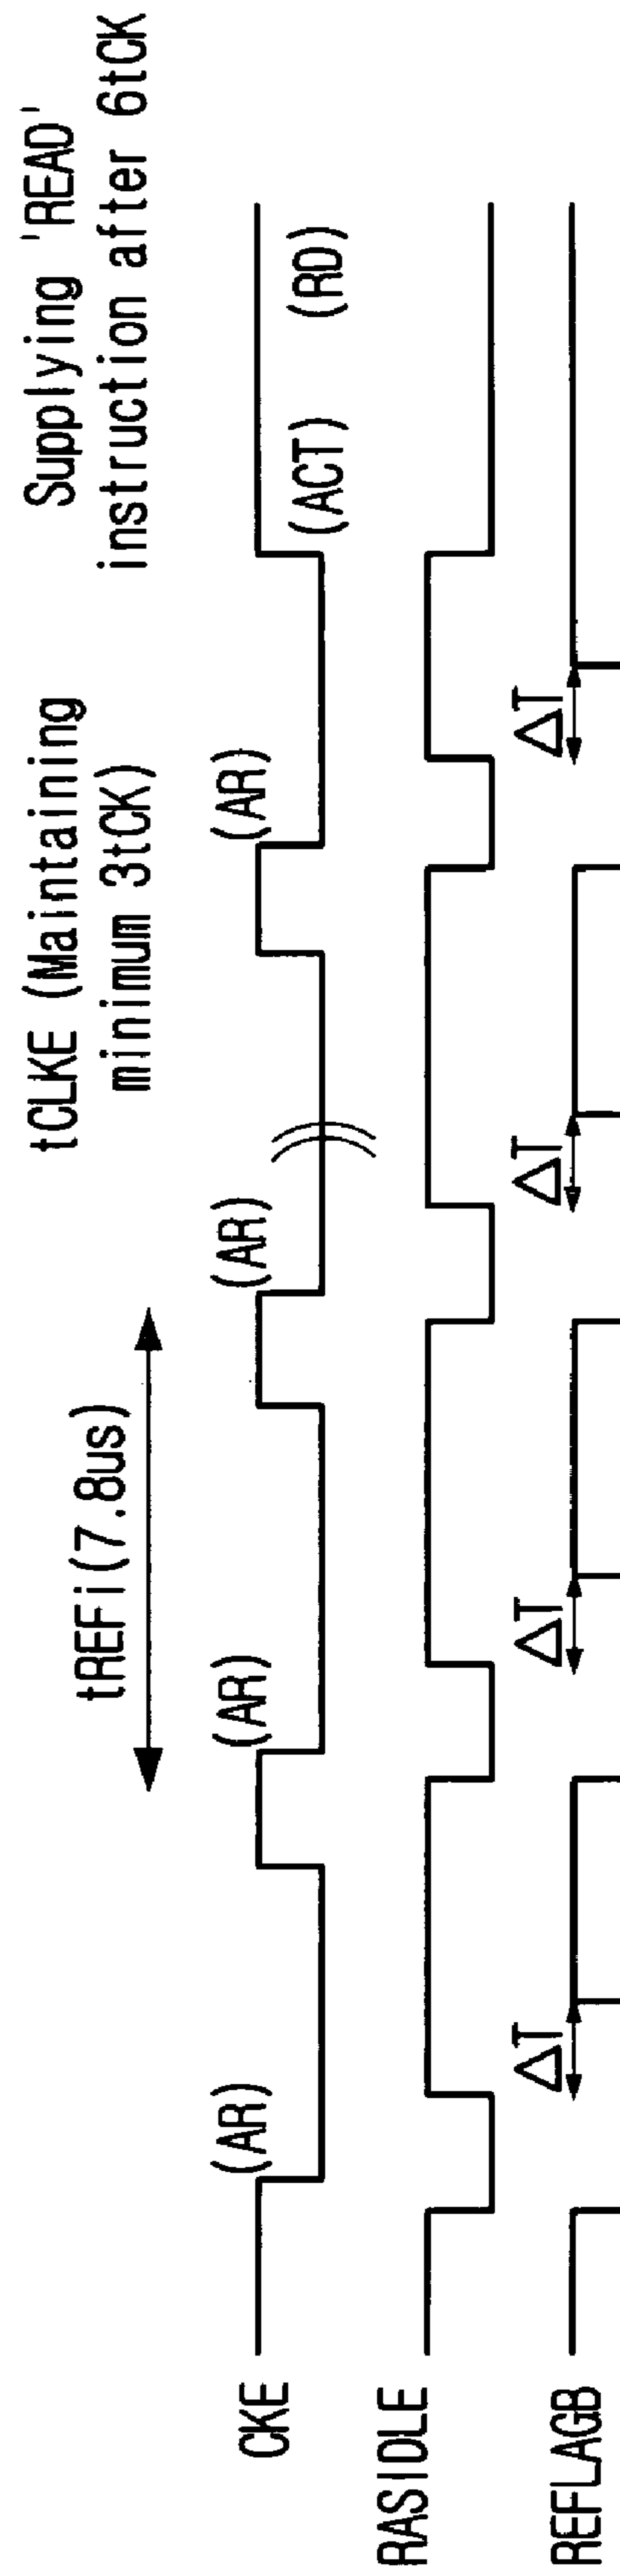 Supplying 'READ'
instruction after 6tCK
tCLKE (Maintaining
minimum 3tCK)
tREFi(7.8us)
CKE
(AR)
(AR)
(AR)
(AR)
(ACT)
(RD)
RASIDLE
REFLAGB
ΔT
ΔT
ΔT
ΔT